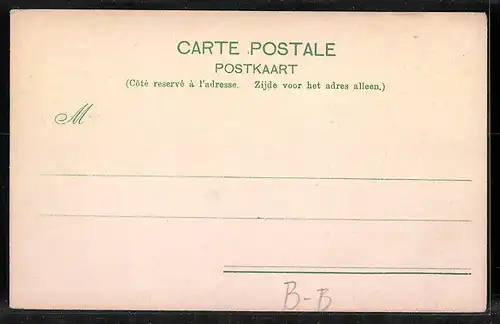 CARTE POSTALE
POSTKAART
(Côté reservé à l'adresse. Zijde voor het adres alleen.)
M
B-B